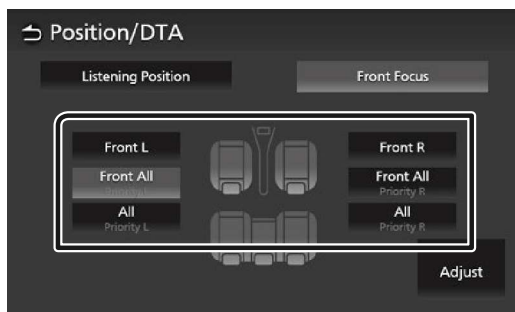 Position/DTA
Listening Position
Front Focus
Front L
Front R
Front All
Front All
Priority R
All
Priority L
All
Priority R
Adjust